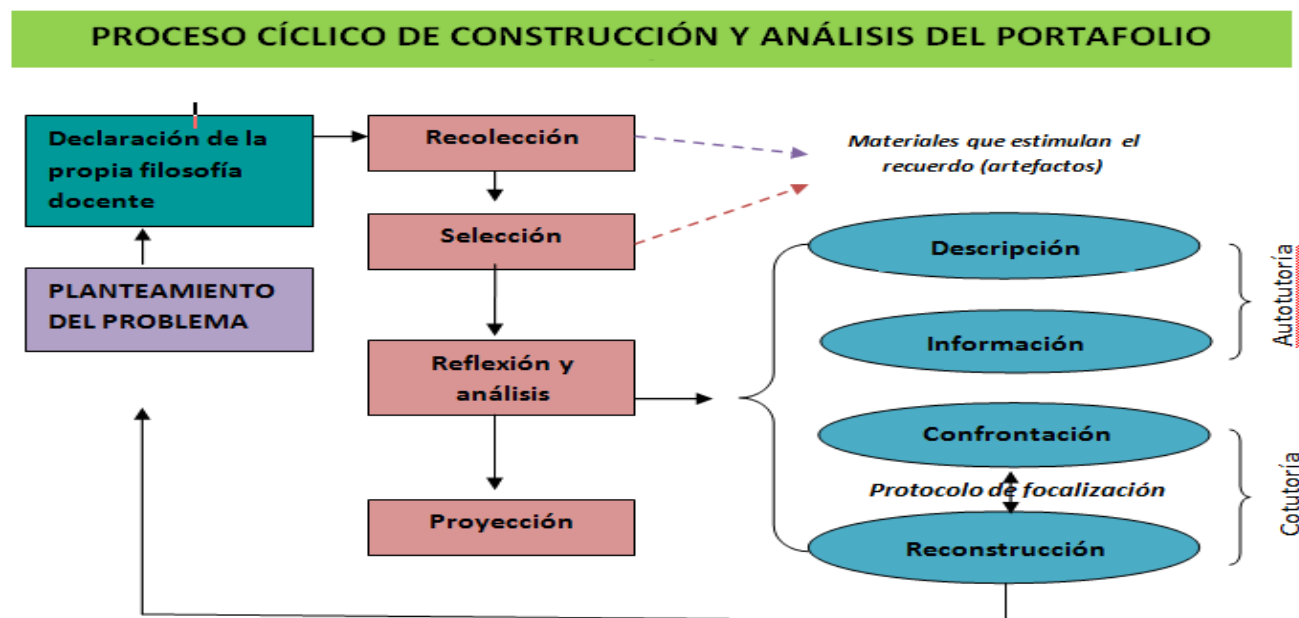 PROCESO CÍCLICO DE CONSTRUCCIÓN Y ANÁLISIS DEL PORTAFOLIO
Declaración de la
propia filosofía
docente
PLANTEAMIENTO
DEL PROBLEMA
Recolección
Selección
Reflexión y
análisis
Proyección
Materiales que estimulan el
recuerdo (artefactos)
Descripción
Información
Confrontación
Protocolo de focalización
Reconstrucción
Autotutoría
Cotutoría